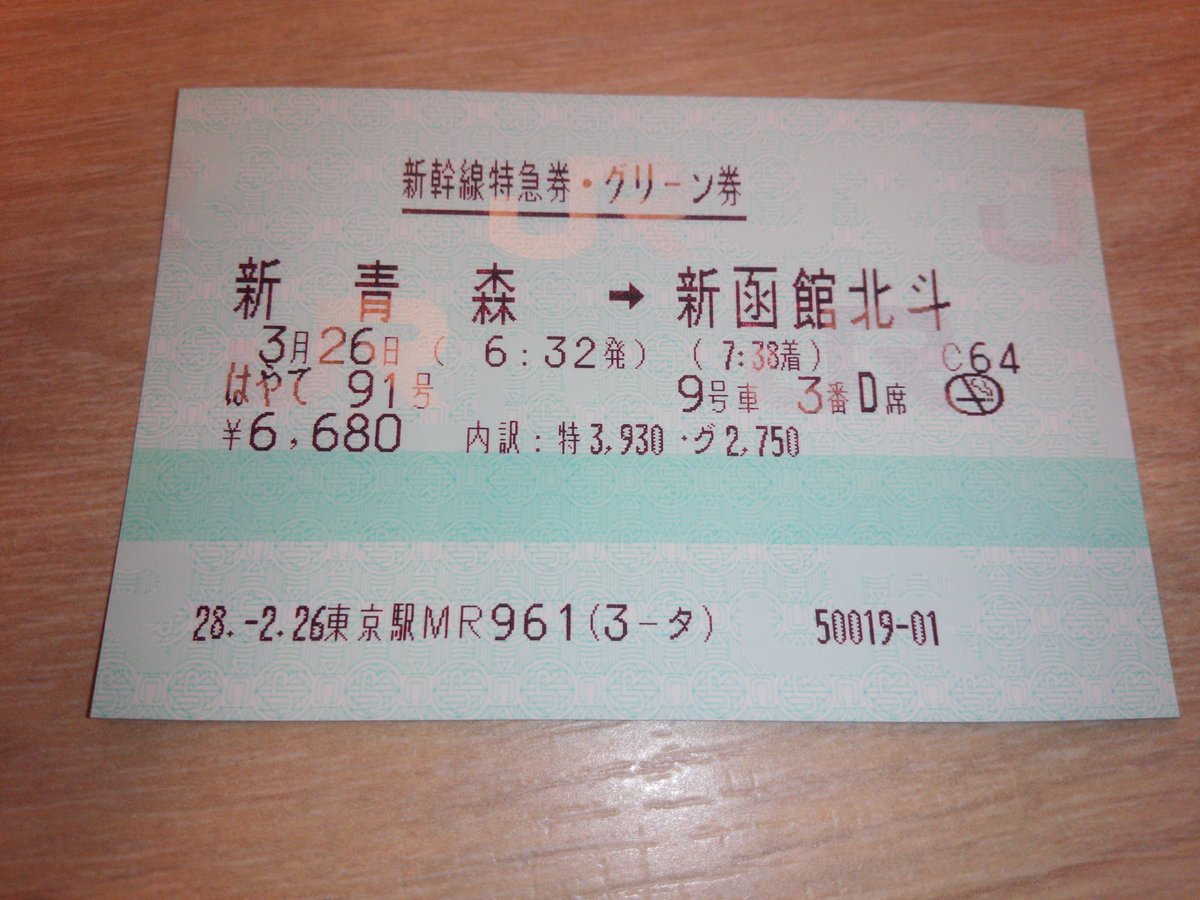 新幹線特急券・グリーン券
新青森 → 新函館北斗
3月26日 ( 6:32発) ( 7:38着) C64
はやて 91号 9号車 3番D席
¥6,680 内訳:特3,930・グ2,750
28.-2.26東京駅MR961(3-タ) 50019-01